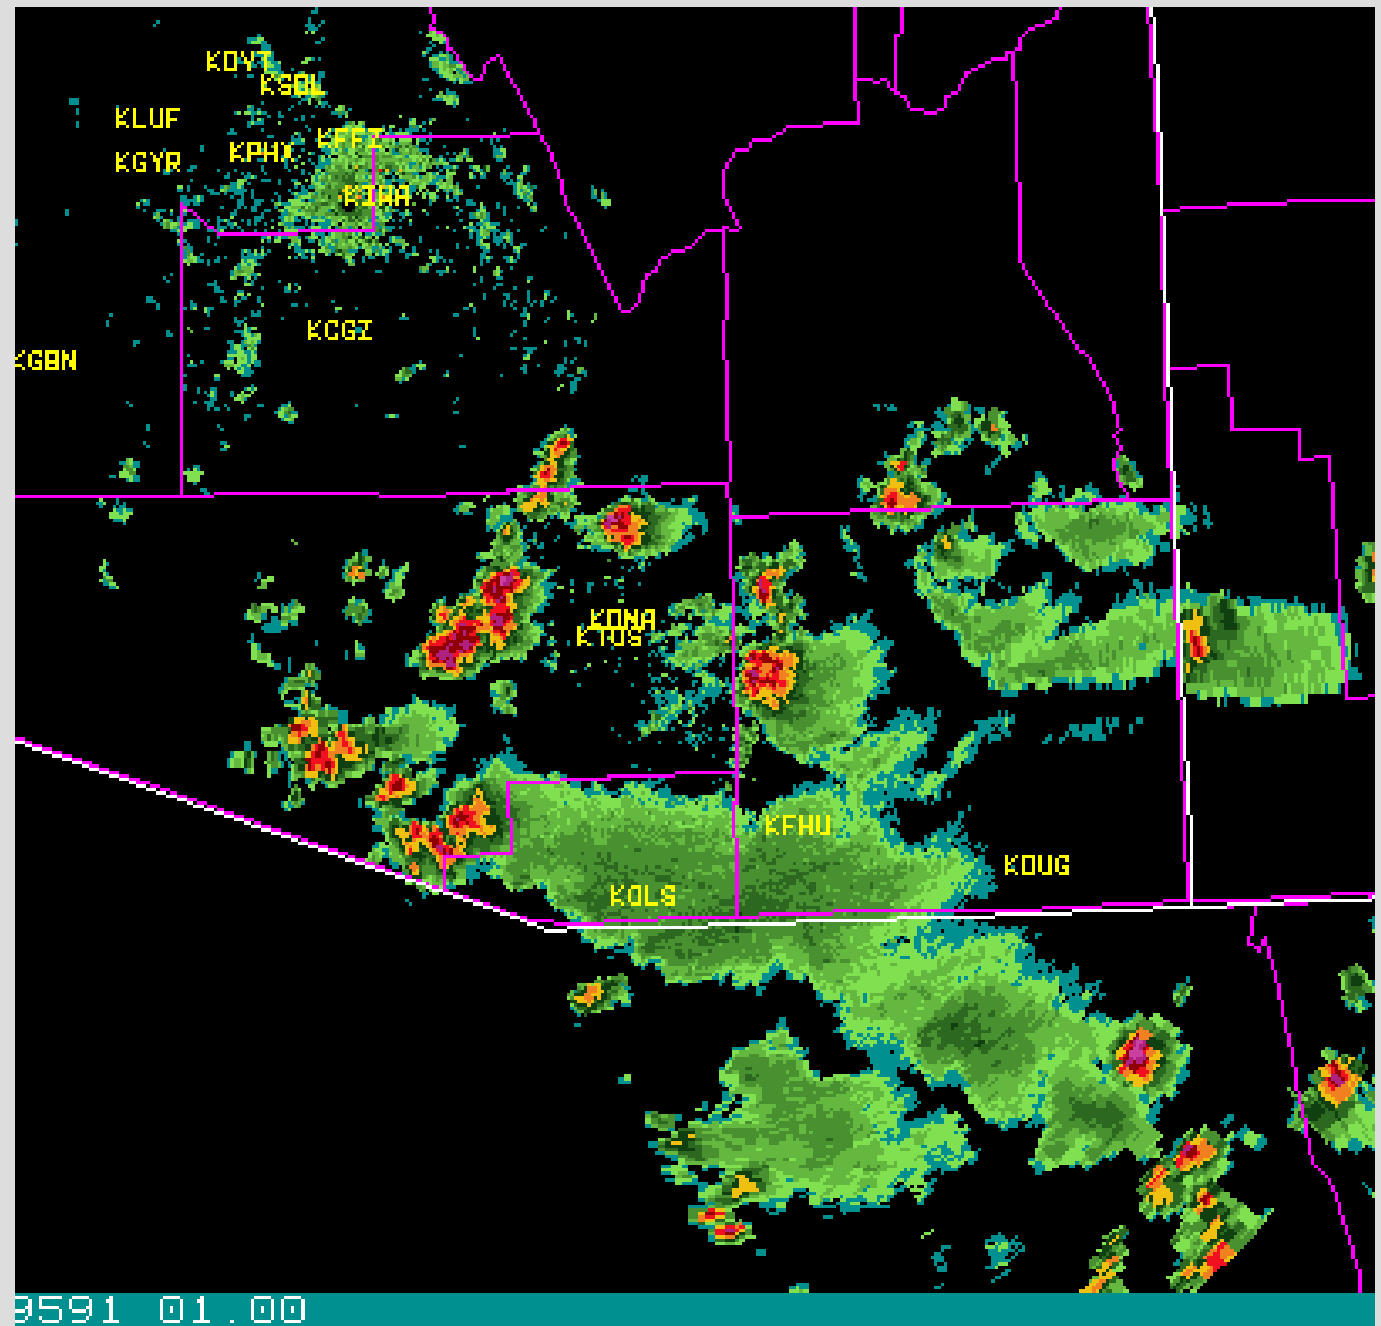 KDVT
KSDL
KLUF
KFFZ
KPHX
KGYR
KIWA
KCGZ
KGBN
KDMA
KTUS
KFHU
KDUG
KOLS
9591 01.00